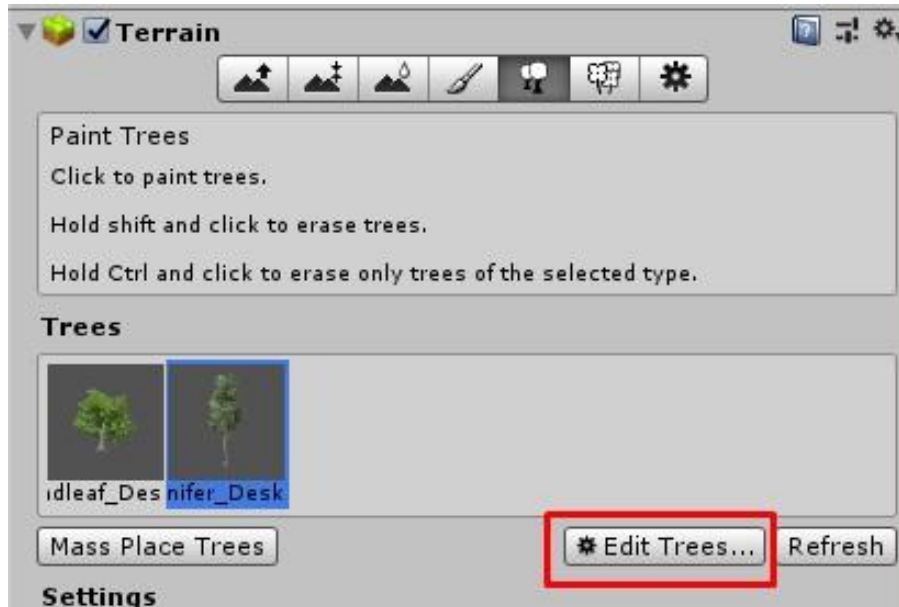 Terrain
Paint Trees
Click to paint trees.
Hold shift and click to erase trees.
Hold Ctrl and click to erase only trees of the selected type.
Trees
dleaf_Des nifer_Desk
Mass Place Trees Edit Trees... Refresh
Settings